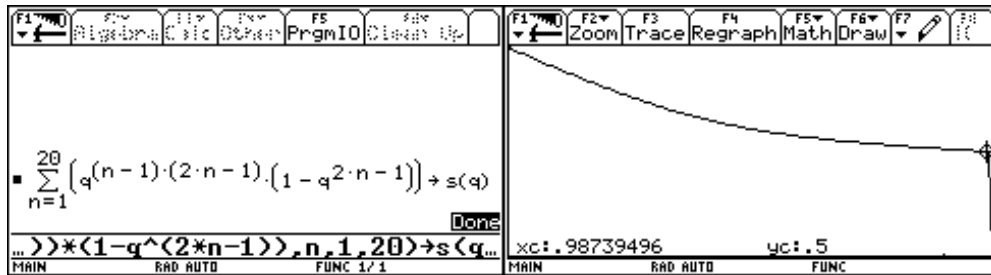 F1 F2 F3 F4 F5 F6
Algebra Calc Other PrgmIO Clean Up
20
∑ (q^(n - 1)·(2·n - 1)·(1 - q^2·n - 1)) → s(q)
n=1
Done
…))*(1-q^(2*n-1)),n,1,20)→s(q…
MAIN RAD AUTO FUNC 1/1
F1 F2 F3 F4 F5 F6 F7
Zoom Trace Regraph Math Draw
xc:.98739496 yc:.5
MAIN RAD AUTO FUNC